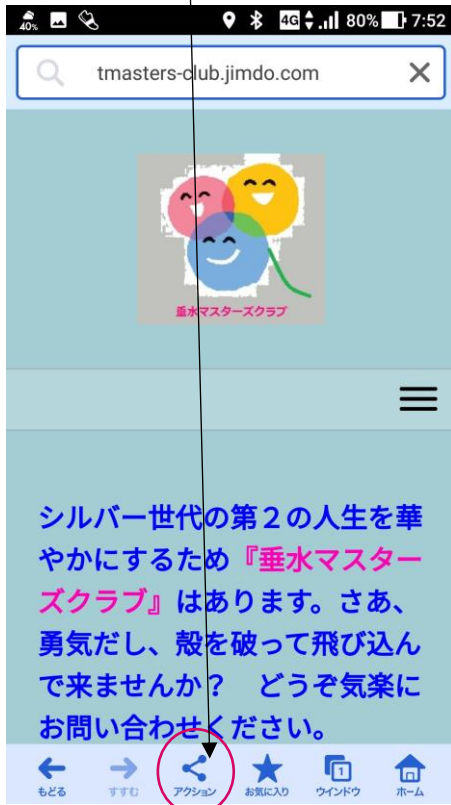 40%
4G 80% 7:52
tmasters-club.jimdo.com
垂水マスターズクラブ
シルバー世代の第２の人生を華
やかにするため『垂水マスター
ズクラブ』はあります。さあ、
勇気だし、殻を破って飛び込ん
で来ませんか？　どうぞ気楽に
お問い合わせください。
1
もどる すすむ アクション お気に入り ウインドウ ホーム